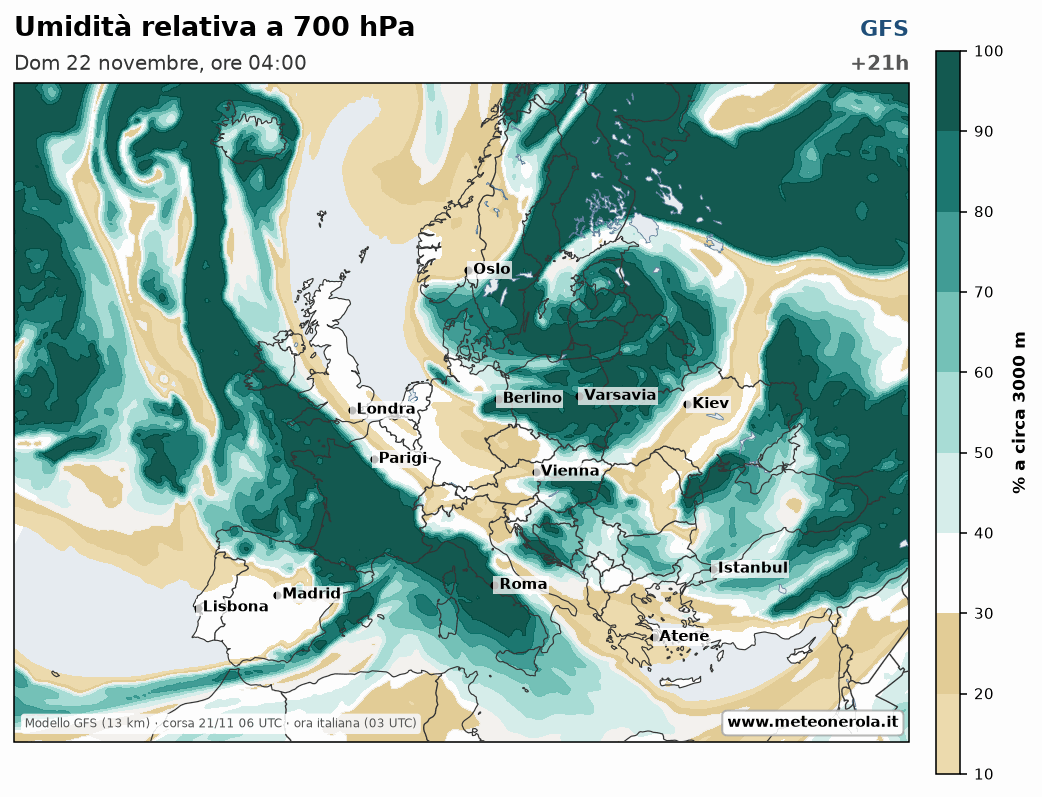 Umidità relativa a 700 hPa
GFS
Dom 22 novembre, ore 04:00
+21h
100
90
80
70
60
50
40
30
20
10
% a circa 3000 m
Oslo
Berlino
Varsavia
Kiev
Londra
Parigi
Vienna
Istanbul
Roma
Madrid
Lisbona
Atene
Modello GFS (13 km) · corsa 21/11 06 UTC · ora italiana (03 UTC)
www.meteonerola.it